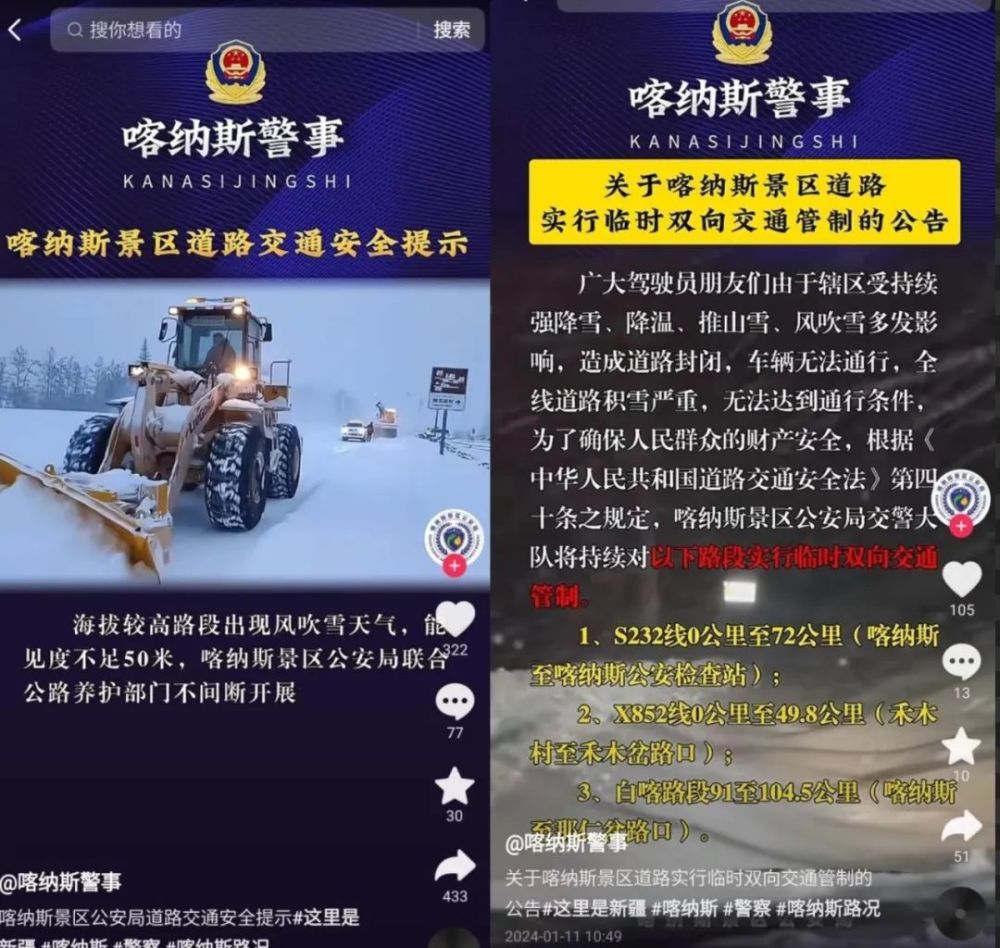 搜你想看的
搜索
喀纳斯警事
KANASIJINGSHI
喀纳斯景区道路交通安全提示
海拔较高路段出现风吹雪天气，能
见度不足50米，喀纳斯景区公安局联合
公路养护部门不间断开展
322
77
30
433
@喀纳斯警事
喀纳斯景区公安局道路交通安全提示#这里是
新疆 #喀纳斯 #警察 #喀纳斯路况
喀纳斯警事
KANASIJINGSHI
关于喀纳斯景区道路
实行临时双向交通管制的公告
广大驾驶员朋友们由于辖区受持续
强降雪、降温、推山雪、风吹雪多发影
响，造成道路封闭，车辆无法通行，全
线道路积雪严重，无法达到通行条件，
为了确保人民群众的财产安全，根据《
中华人民共和国道路交通安全法》第四
十条之规定，喀纳斯景区公安局交警大
队将持续对以下路段实行临时双向交通
管制。
1、S232线0公里至72公里（喀纳斯
至喀纳斯公安检查站）；
2、X852线0公里至49.8公里（禾木
村至禾木岔路口）；
3、白喀路段91至104.5公里（喀纳斯
至那仁岔路口）。
105
13
10
51
@喀纳斯警事
关于喀纳斯景区道路实行临时双向交通管制的
公告#这里是新疆 #喀纳斯 #警察 #喀纳斯路况
2024-01-11 10:49